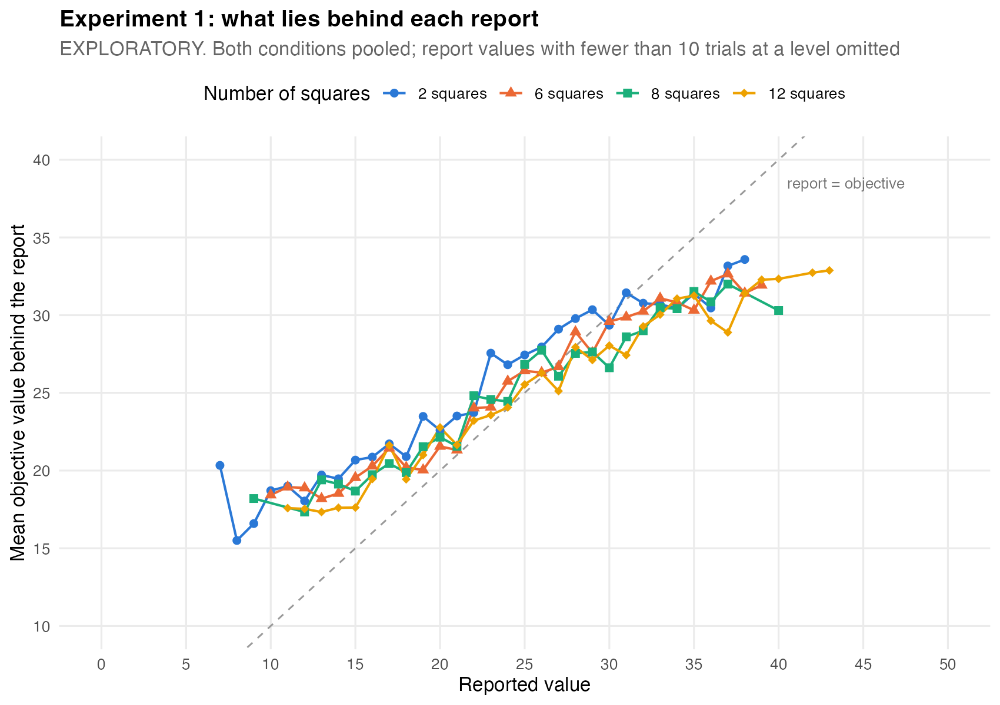 Experiment 1: what lies behind each report
EXPLORATORY. Both conditions pooled; report values with fewer than 10 trials at a level omitted
Number of squares 2 squares 6 squares 8 squares 12 squares
40
35
30
25
20
15
10
Mean objective value behind the report
report = objective
0 5 10 15 20 25 30 35 40 45 50
Reported value